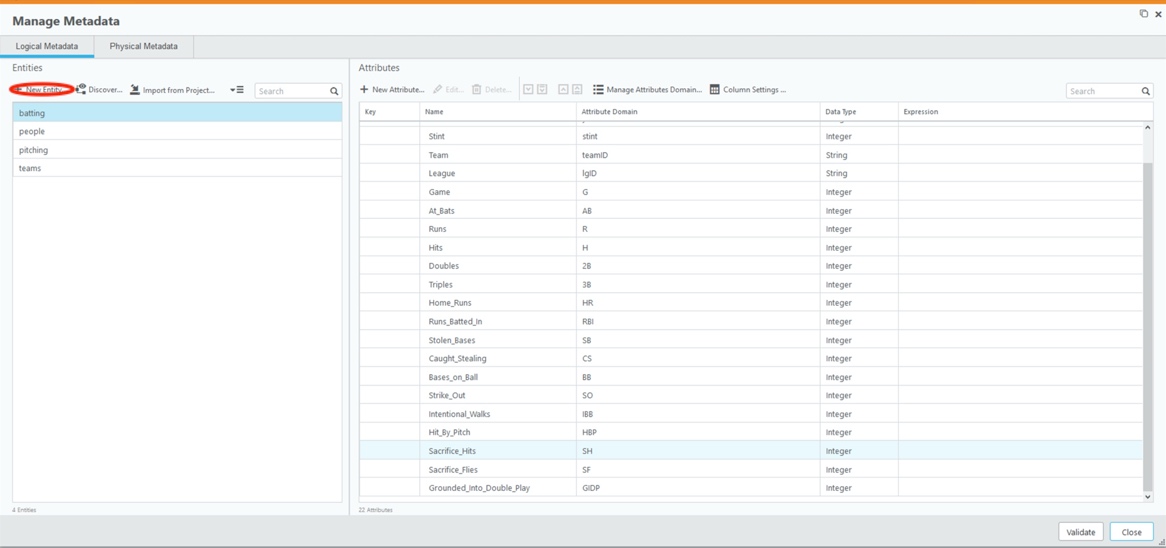 Manage Metadata
Logical Metadata Physical Metadata
Entities
New Entity... Discover... Import from Project... Search
batting
people
pitching
teams
4 Entities
Attributes
+ New Attribute... Edit... Delete... Manage Attributes Domain... Column Settings ... Search
Key Name Attribute Domain Data Type Expression
Stint stint Integer
Team teamID String
League lgID String
Game G Integer
At_Bats AB Integer
Runs R Integer
Hits H Integer
Doubles 2B Integer
Triples 3B Integer
Home_Runs HR Integer
Runs_Batted_In RBI Integer
Stolen_Bases SB Integer
Caught_Stealing CS Integer
Bases_on_Ball BB Integer
Strike_Out SO Integer
Intentional_Walks IBB Integer
Hit_By_Pitch HBP Integer
Sacrifice_Hits SH Integer
Sacrifice_Flies SF Integer
Grounded_Into_Double_Play GIDP Integer
22 Attributes
Validate Close